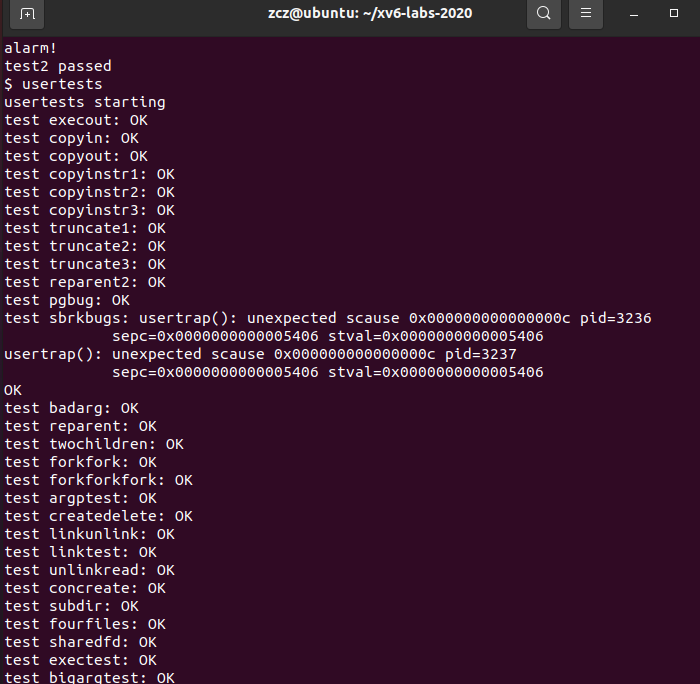 zcz@ubuntu: ~/xv6-labs-2020
alarm!
test2 passed
$ usertests
usertests starting
test execout: OK
test copyin: OK
test copyout: OK
test copyinstr1: OK
test copyinstr2: OK
test copyinstr3: OK
test truncate1: OK
test truncate2: OK
test truncate3: OK
test reparent2: OK
test pgbug: OK
test sbrkbugs: usertrap(): unexpected scause 0x000000000000000c pid=3236
            sepc=0x0000000000005406 stval=0x0000000000005406
usertrap(): unexpected scause 0x000000000000000c pid=3237
            sepc=0x0000000000005406 stval=0x0000000000005406
OK
test badarg: OK
test reparent: OK
test twochildren: OK
test forkfork: OK
test forkforkfork: OK
test argptest: OK
test createdelete: OK
test linkunlink: OK
test linktest: OK
test unlinkread: OK
test concreate: OK
test subdir: OK
test fourfiles: OK
test sharedfd: OK
test exectest: OK
test bigargtest: OK